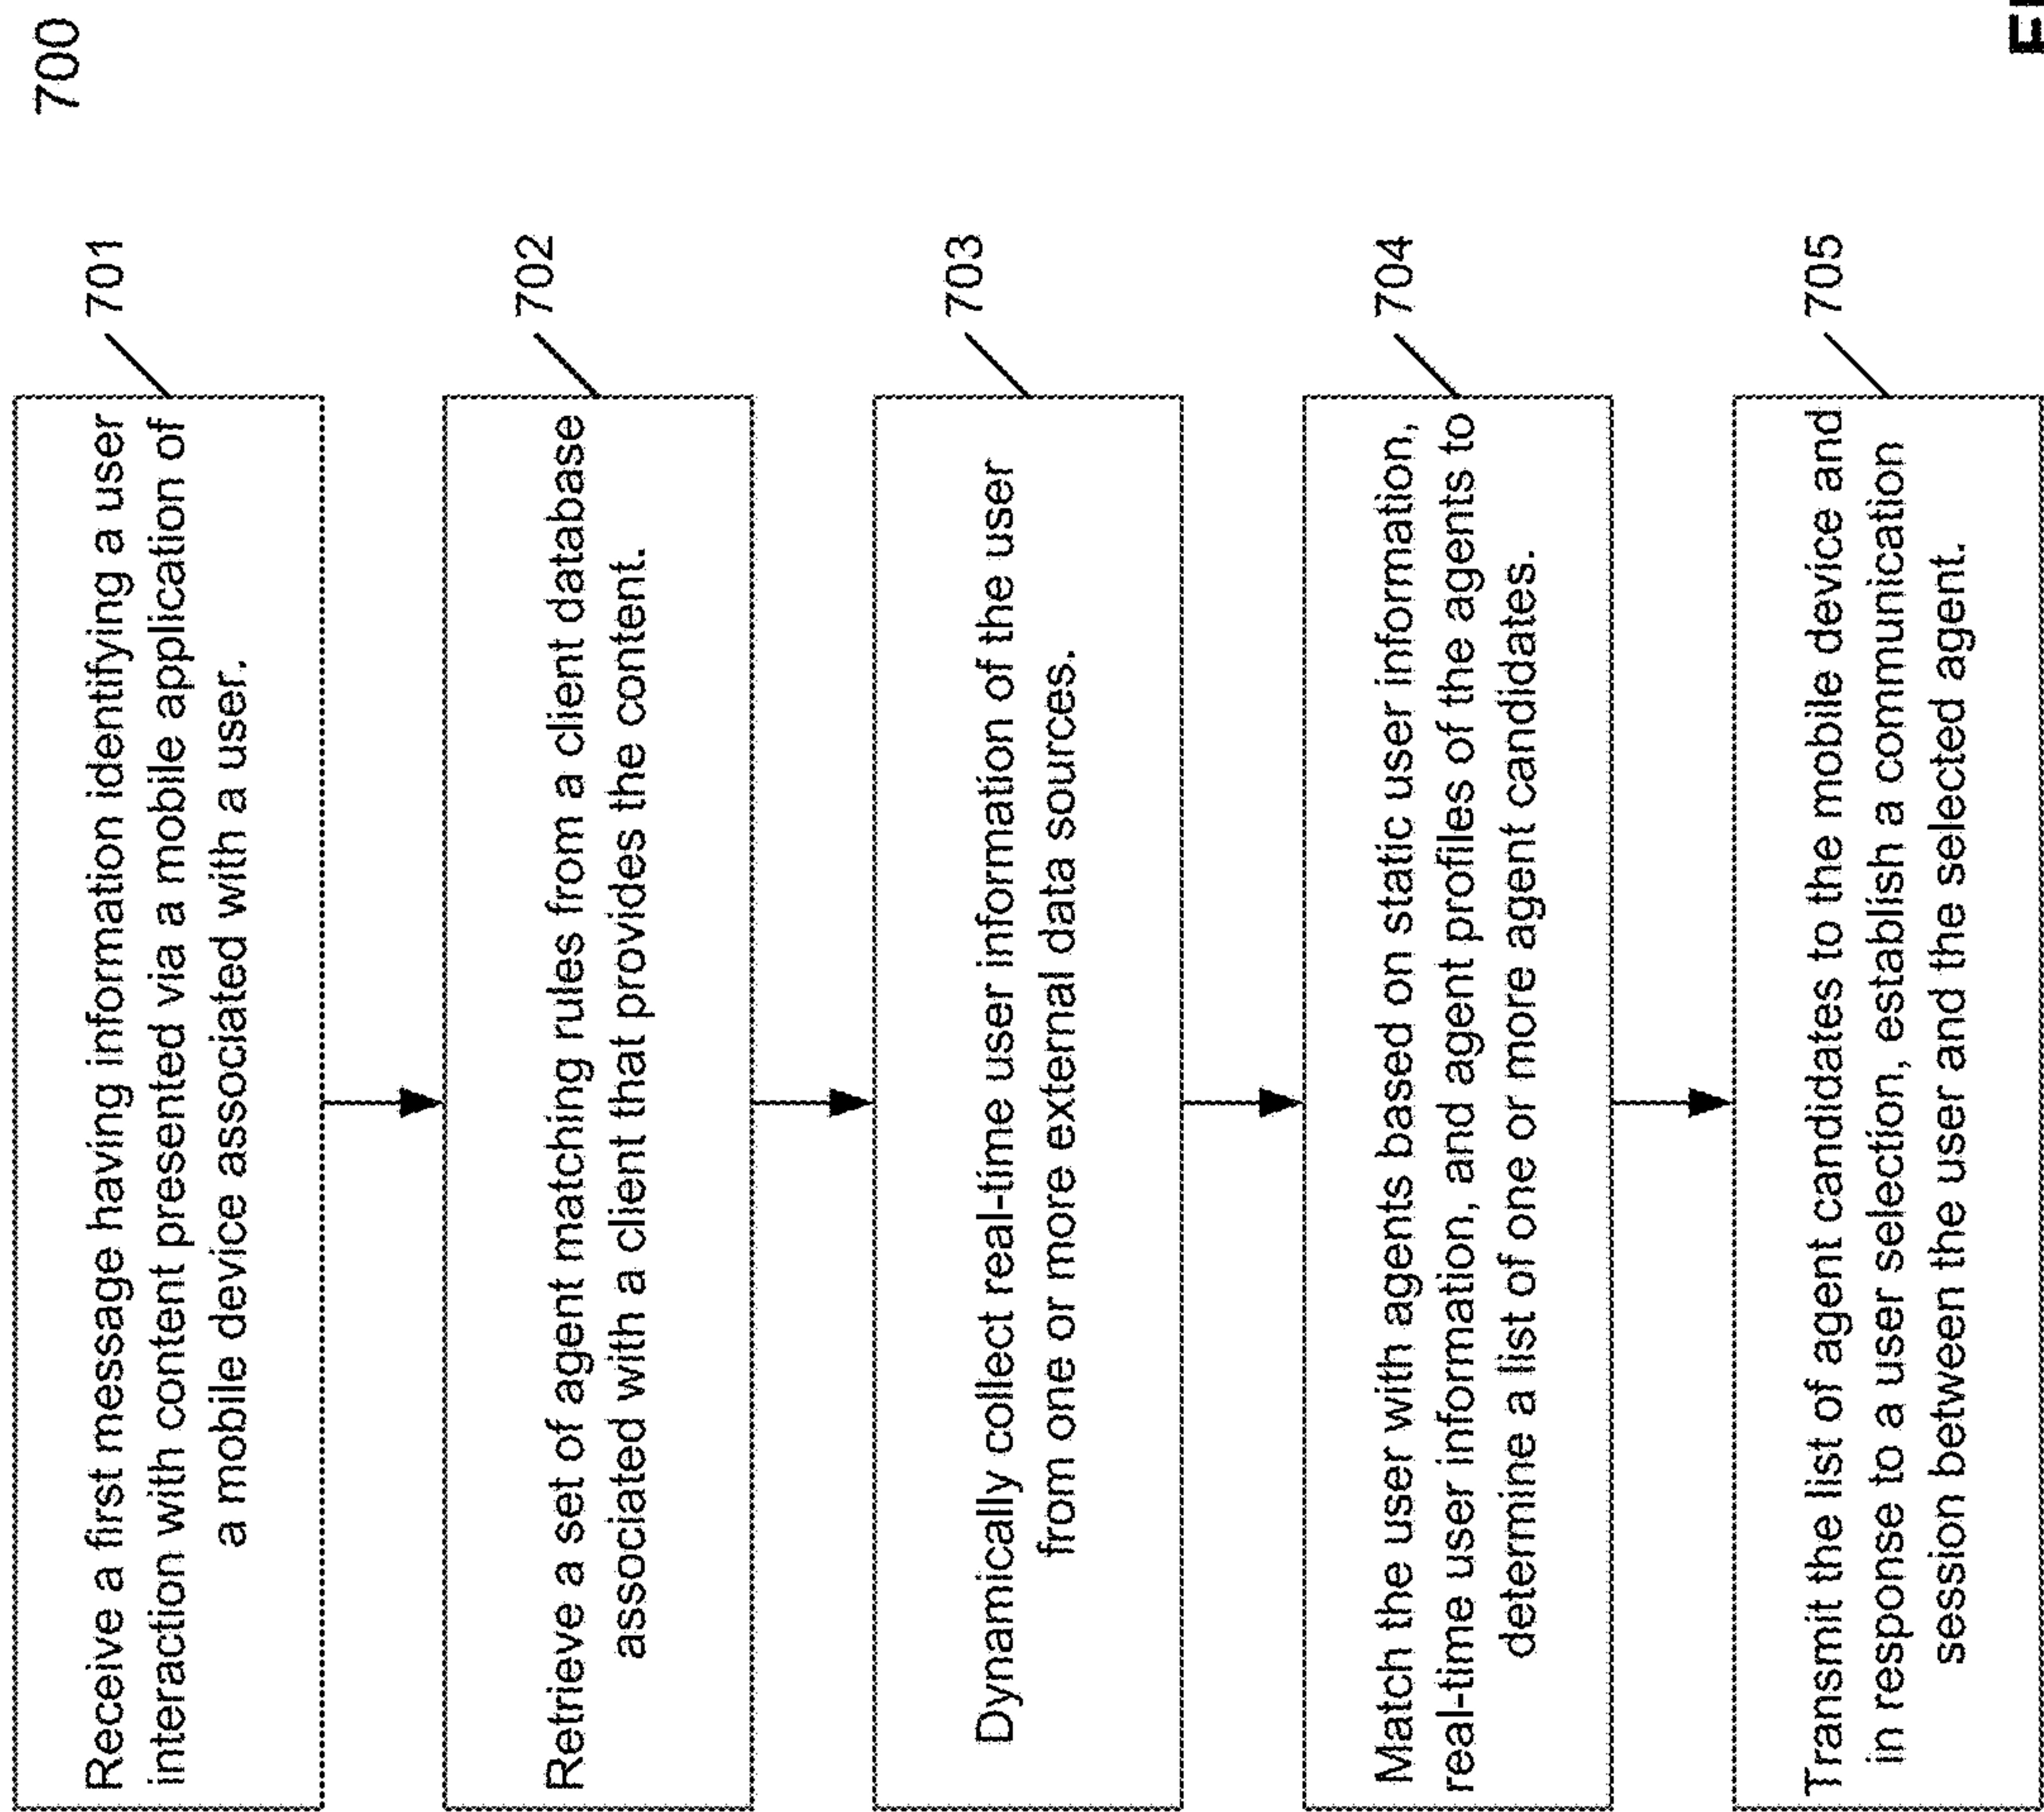 700
701
Receive a first message having information identifying a user
interaction with content presented via a mobile application of
a mobile device associated with a user.
702
Retrieve a set of agent matching rules from a client database
associated with a client that provides the content.
703
Dynamically collect real-time user information of the user
from one or more external data sources.
704
Match the user with agents based on static user information,
real-time user information, and agent profiles of the agents to
determine a list of one or more agent candidates.
705
Transmit the list of agent candidates to the mobile device and
in response to a user selection, establish a communication
session between the user and the selected agent.